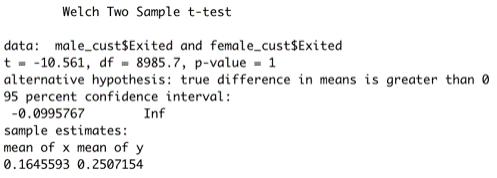 Welch Two Sample t-test
data:  male_cust$Exited and female_cust$Exited
t = -10.561, df = 8985.7, p-value = 1
alternative hypothesis: true difference in means is greater than 0
95 percent confidence interval:
-0.0995767        Inf
sample estimates:
mean of x mean of y
0.1645593 0.2507154